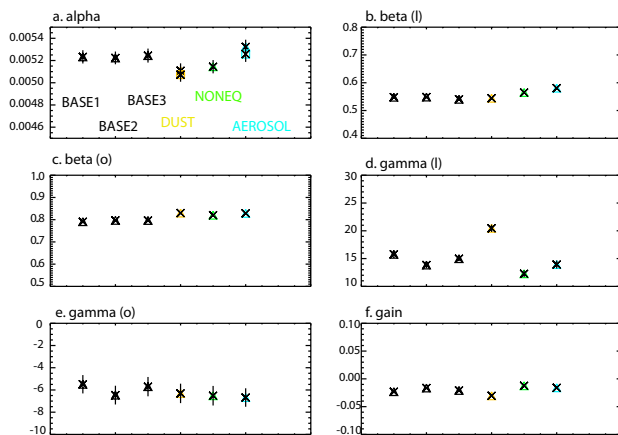 a. alpha
0.0054
0.0052
0.0050
0.0048
0.0046
BASE1
BASE2
BASE3
DUST
NONEQ
AEROSOL
b. beta (l)
0.8
0.7
0.6
0.5
0.4
c. beta (o)
1.0
0.9
0.8
0.7
0.6
0.5
d. gamma (l)
30
25
20
15
10
e. gamma (o)
0
-2
-4
-6
-8
-10
f. gain
0.10
0.05
0.00
-0.05
-0.10